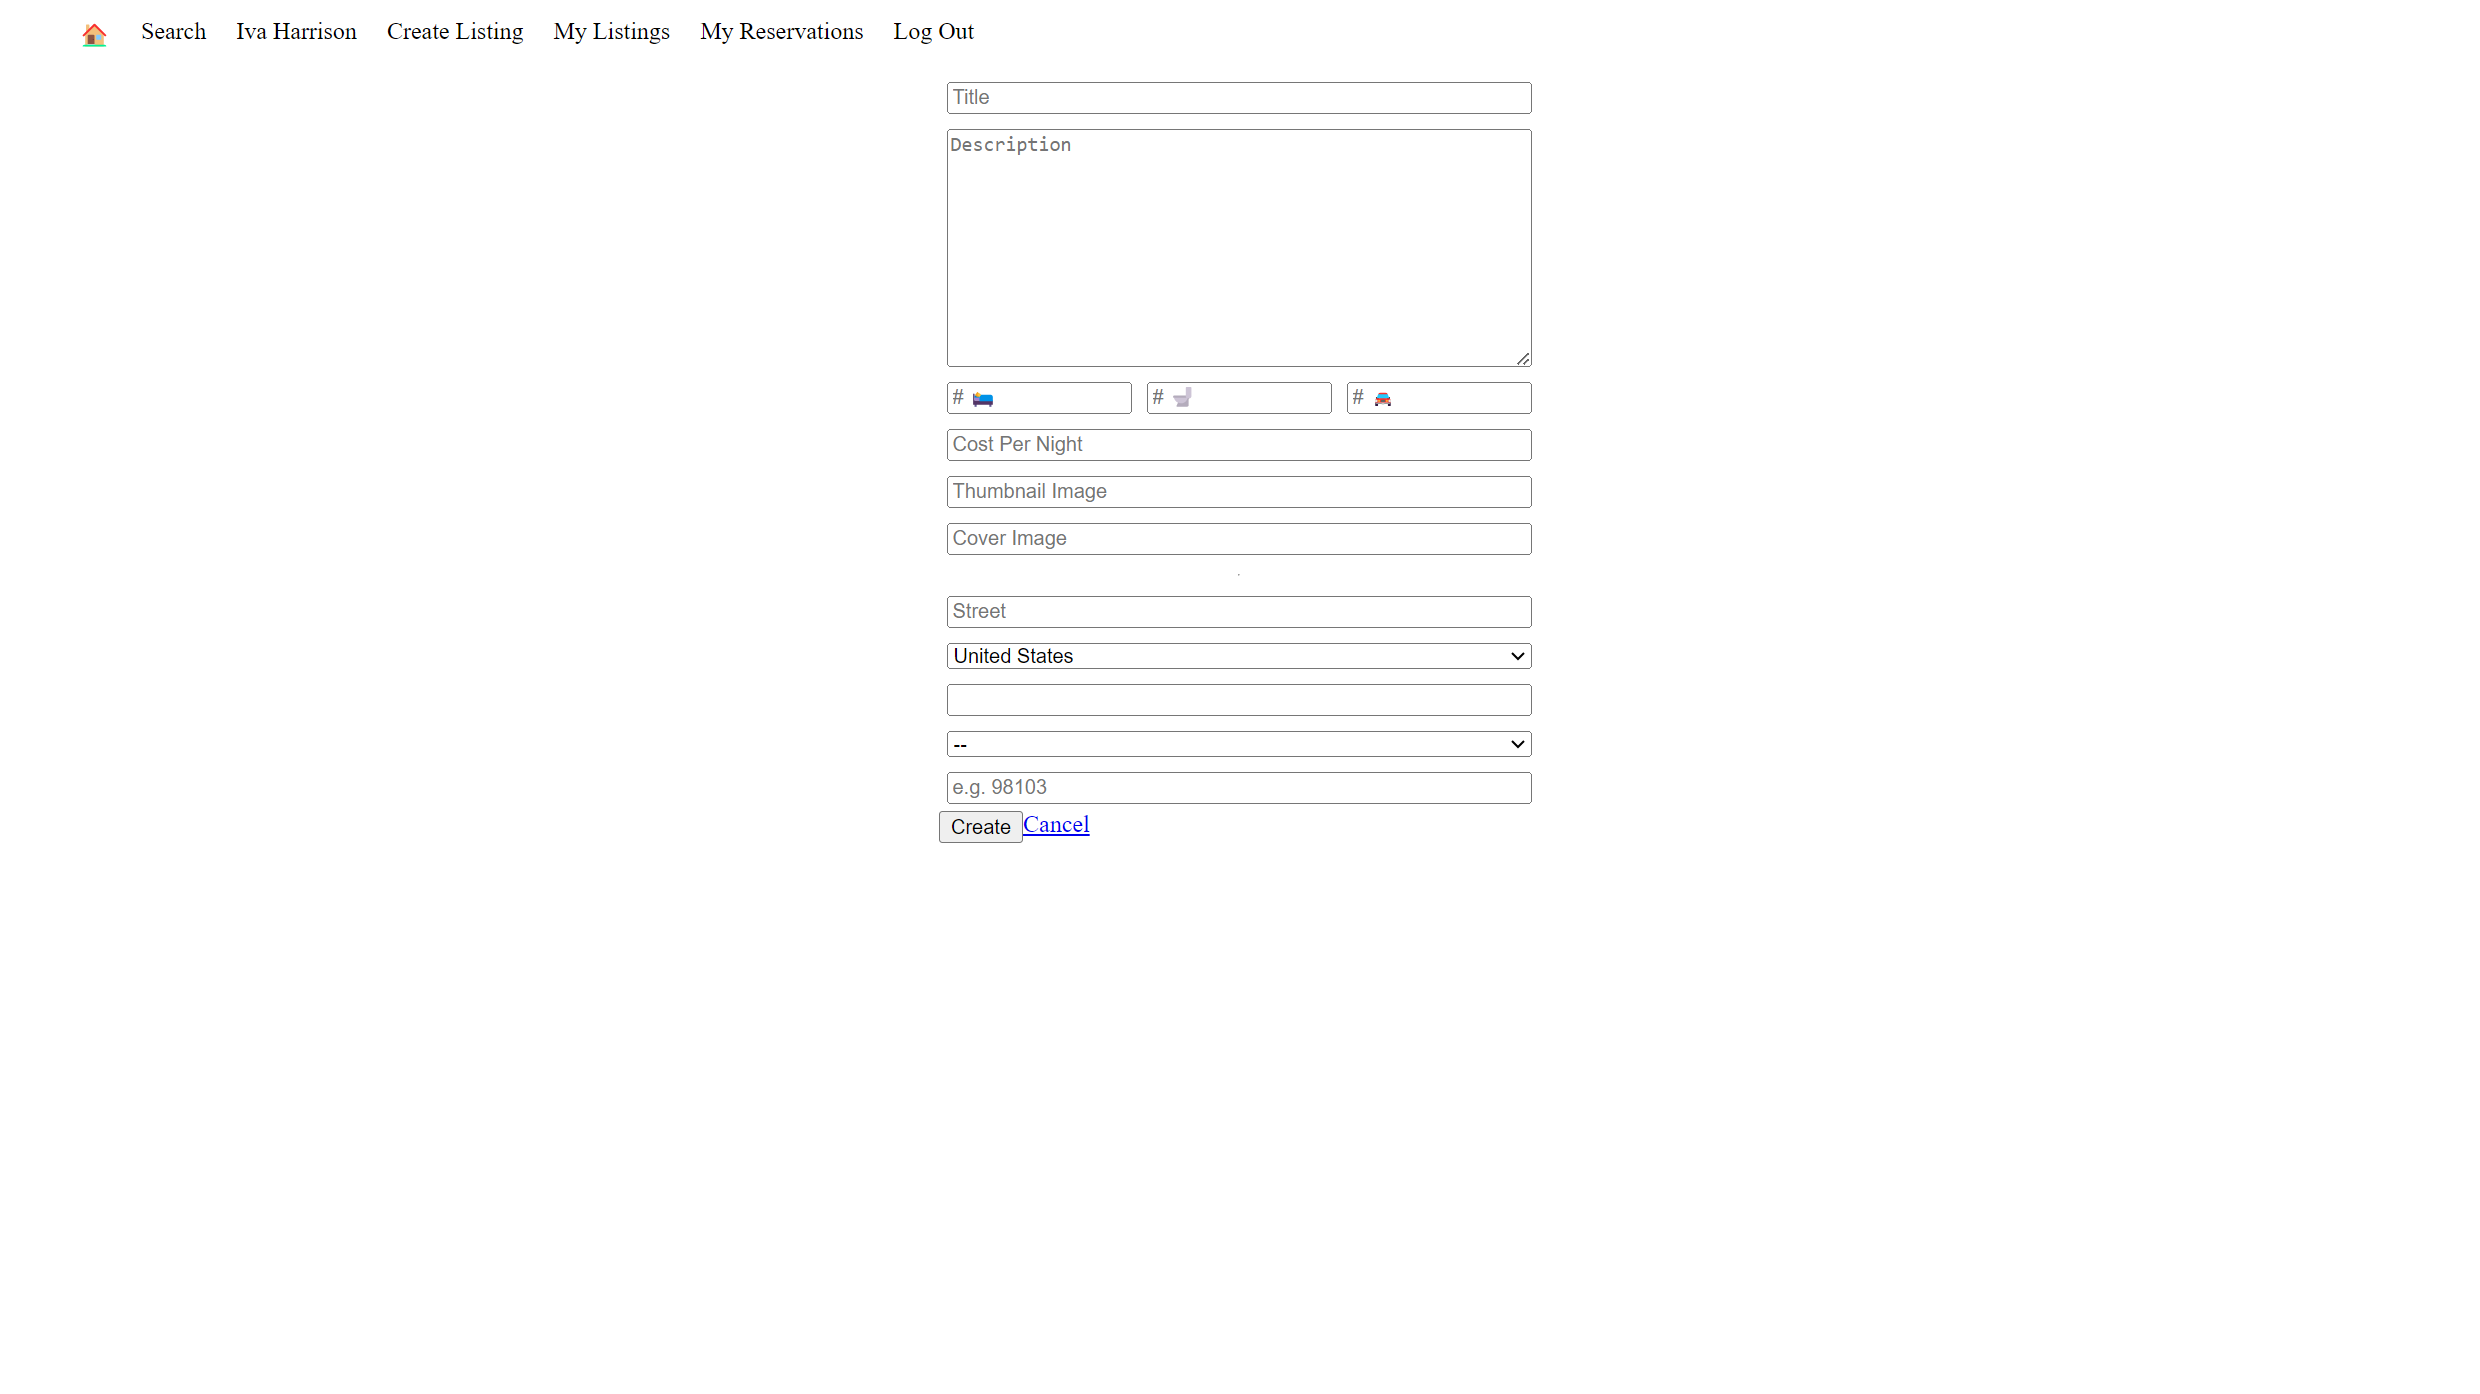 Search Iva Harrison Create Listing My Listings My Reservations Log Out
Title
Description
# # #
Cost Per Night
Thumbnail Image
Cover Image
Street
United States
--
e.g. 98103
Create Cancel